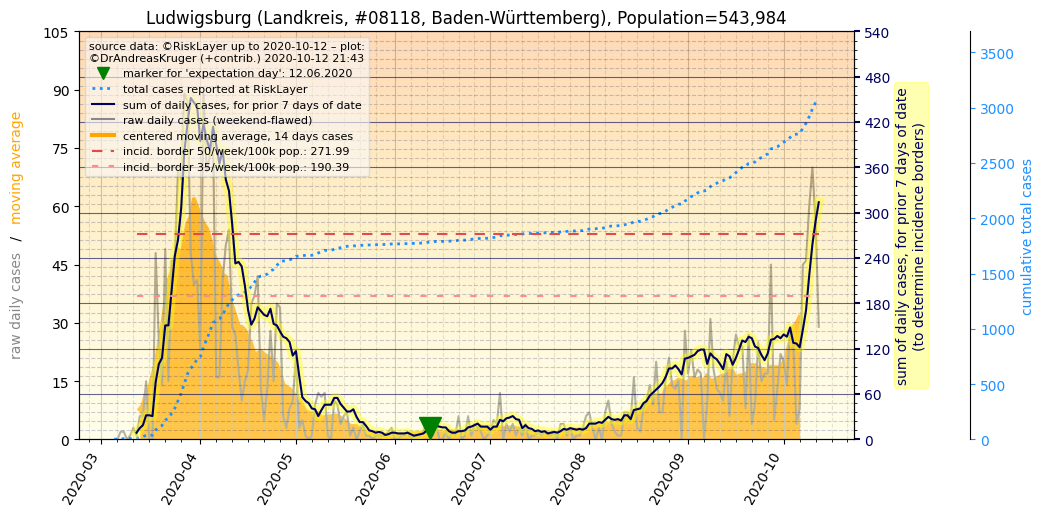 Ludwigsburg (Landkreis, #08118, Baden-Württemberg), Population=543,984
source data: ©RiskLayer up to 2020-10-12 – plot:
©DrAndreasKruger (+contrib.) 2020-10-12 21:43
marker for 'expectation day': 12.06.2020
total cases reported at RiskLayer
sum of daily cases, for prior 7 days of date
raw daily cases (weekend-flawed)
centered moving average, 14 days cases
incid. border 50/week/100k pop.: 271.99
incid. border 35/week/100k pop.: 190.39
raw daily cases / moving average
105
90
75
60
45
30
15
0
540
480
420
360
300
240
180
120
60
0
sum of daily cases, for prior 7 days of date
(to determine incidence borders)
3500
3000
2500
2000
1500
1000
500
0
cumulative total cases
2020-03
2020-04
2020-05
2020-06
2020-07
2020-08
2020-09
2020-10